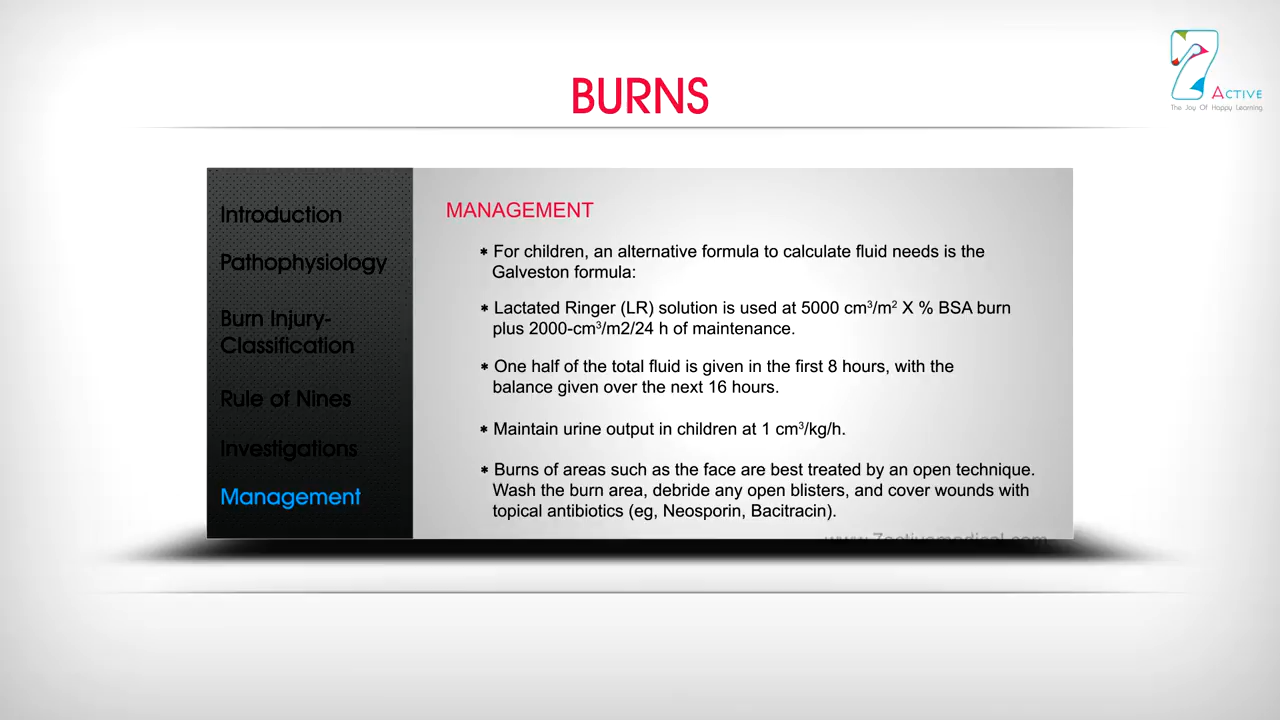 BURNS
7 ACTIVE
The Joy Of Happy Learning
Introduction
Pathophysiology
Burn Injury-
Classification
Rule of Nines
Investigations
Management
MANAGEMENT
* For children, an alternative formula to calculate fluid needs is the
Galveston formula:
* Lactated Ringer (LR) solution is used at 5000 cm³/m² X % BSA burn
plus 2000-cm³/m2/24 h of maintenance.
* One half of the total fluid is given in the first 8 hours, with the
balance given over the next 16 hours.
* Maintain urine output in children at 1 cm³/kg/h.
* Burns of areas such as the face are best treated by an open technique.
Wash the burn area, debride any open blisters, and cover wounds with
topical antibiotics (eg, Neosporin, Bacitracin).
www.7activemedical.com